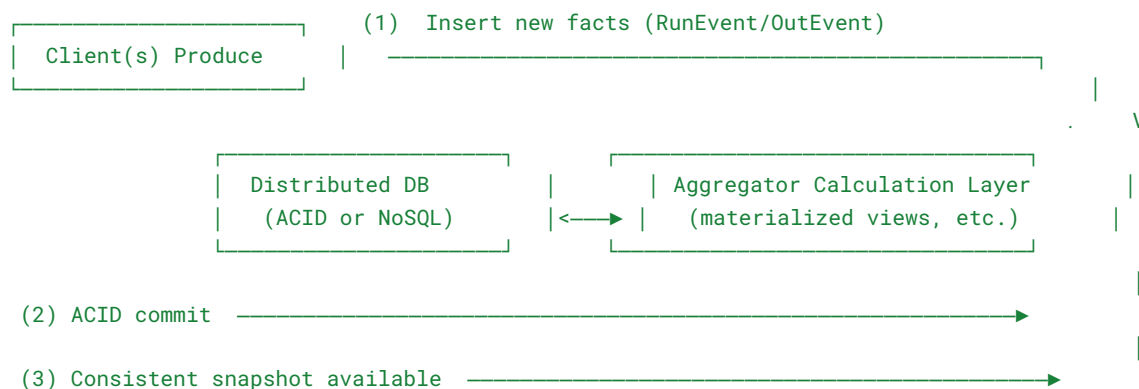 (1) Insert new facts (RunEvent/OutEvent)
Client(s) Produce
V
Distributed DB Aggregator Calculation Layer
(ACID or NoSQL) (materialized views, etc.)
(2) ACID commit
(3) Consistent snapshot available